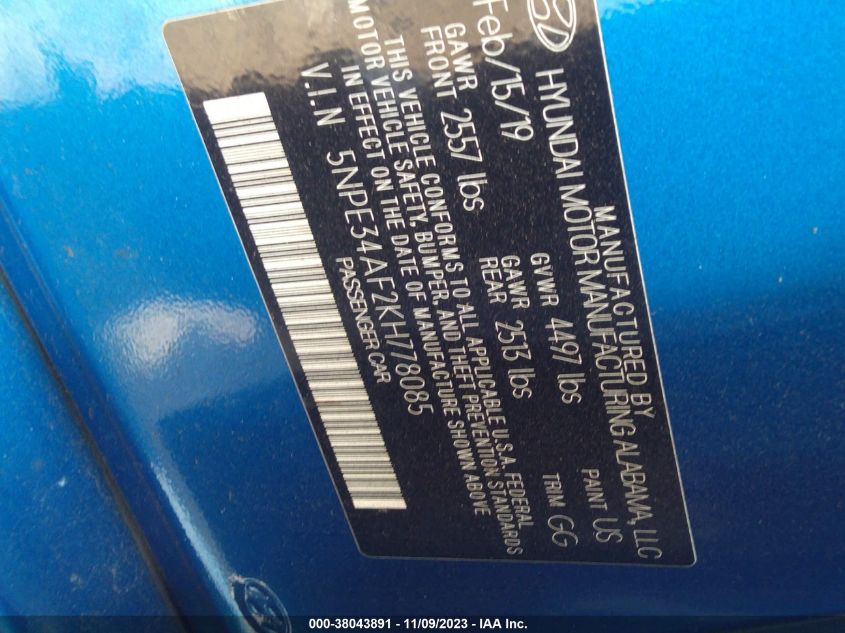 MANUFACTURED BY
HYUNDAI MOTOR MANUFACTURING ALABAMA, LLC
Feb/15/19 GVWR 4497 lbs PAINT US
GAWR FRONT 2557 lbs GAWR REAR 2513 lbs TRIM GG
THIS VEHICLE CONFORMS TO ALL APPLICABLE U.S.A. FEDERAL
MOTOR VEHICLE SAFETY, BUMPER, AND THEFT PREVENTION STANDARDS
IN EFFECT ON THE DATE OF MANUFACTURE SHOWN ABOVE
V.I.N 5NPE34AF2KH778085
PASSENGER CAR
000-38043891 - 11/09/2023 - IAA Inc.